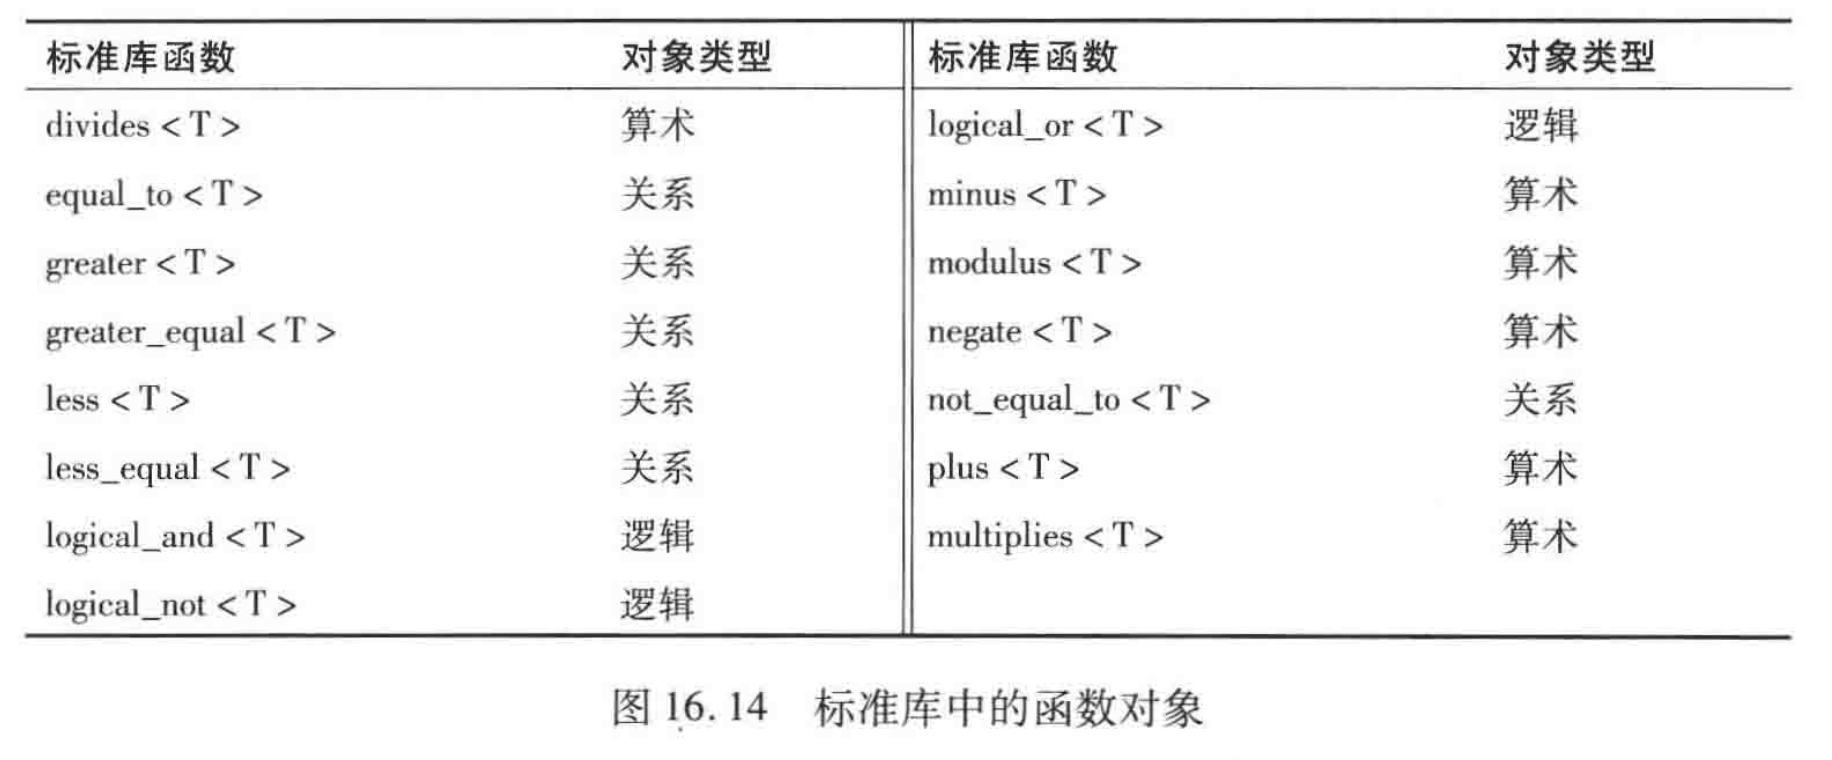 标准库函数 对象类型 标准库函数 对象类型
divides <T> 算术 logical_or <T> 逻辑
equal_to <T> 关系 minus <T> 算术
greater <T> 关系 modulus <T> 算术
greater_equal <T> 关系 negate <T> 算术
less <T> 关系 not_equal_to <T> 关系
less_equal <T> 关系 plus <T> 算术
logical_and <T> 逻辑 multiplies <T> 算术
logical_not <T> 逻辑
图 16.14 标准库中的函数对象